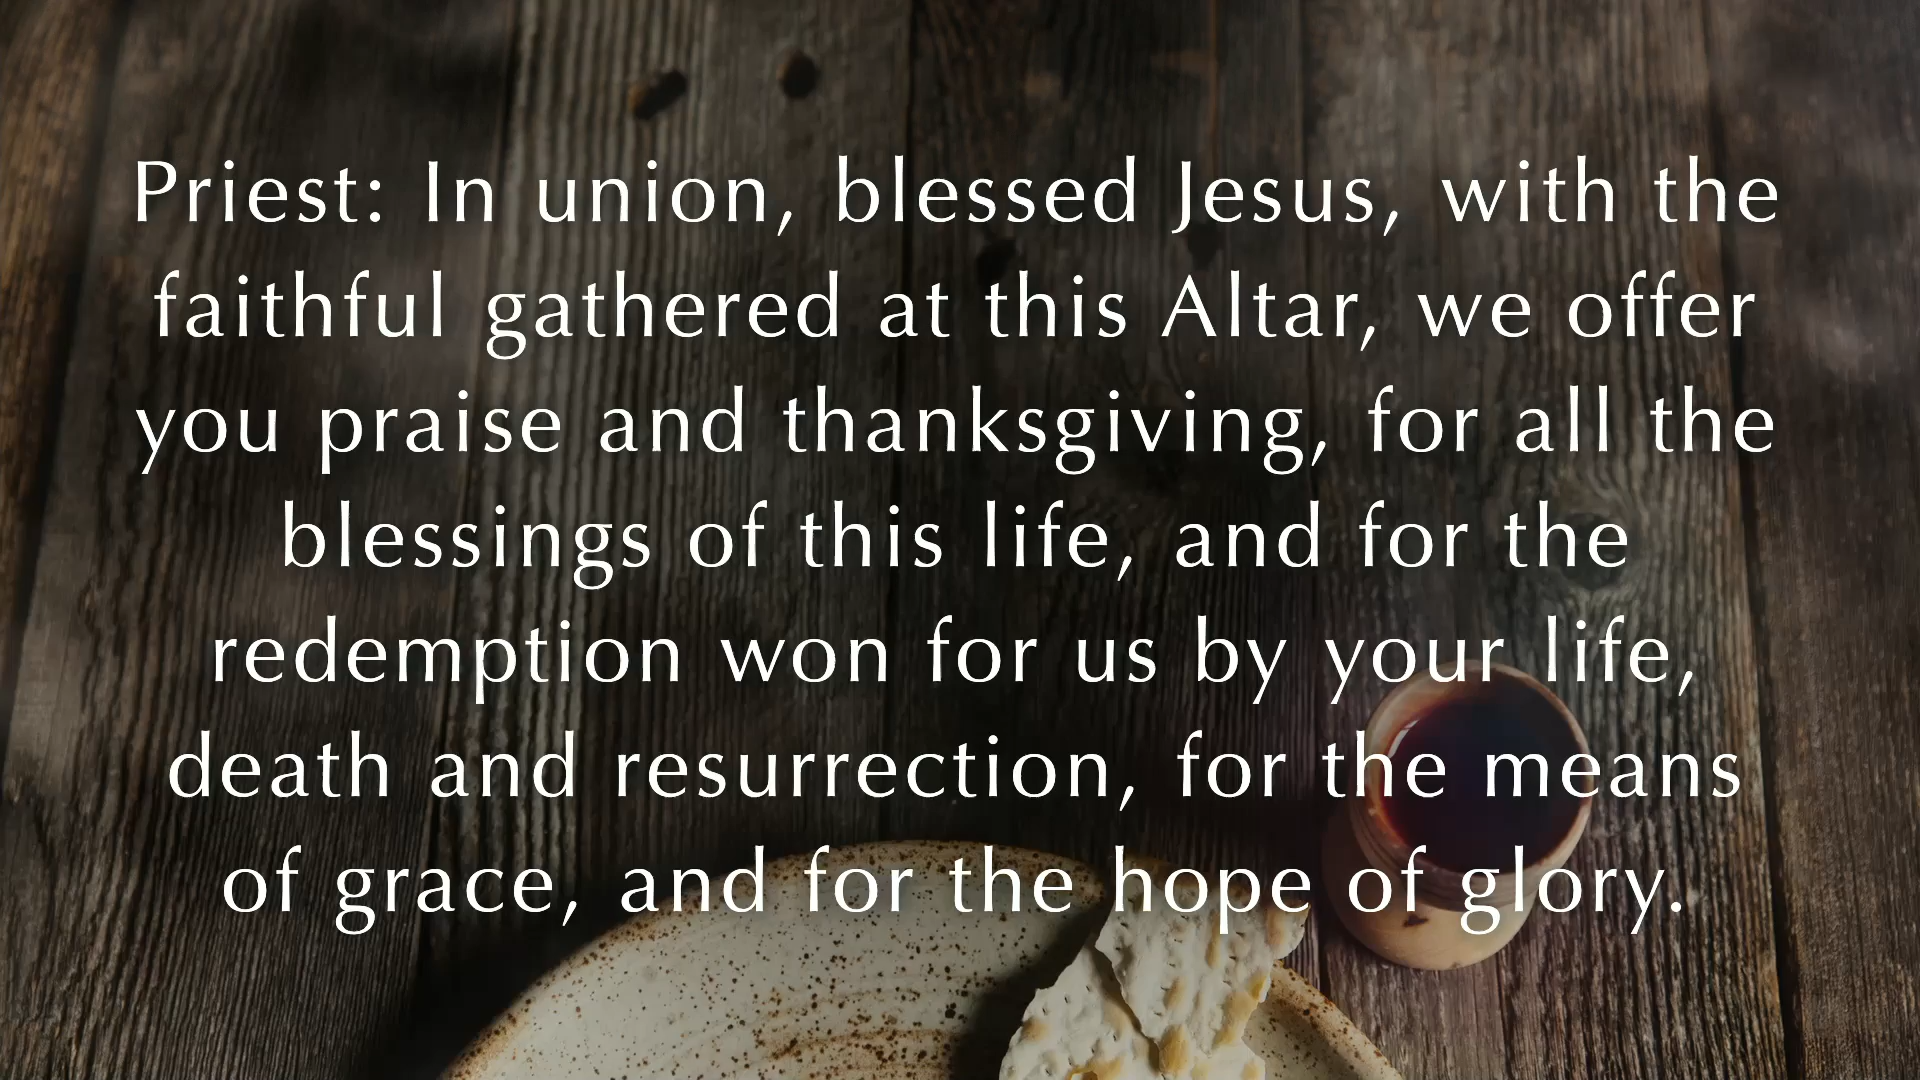 Priest: In union, blessed Jesus, with the
faithful gathered at this Altar, we offer
you praise and thanksgiving, for all the
blessings of this life, and for the
redemption won for us by your life,
death and resurrection, for the means
of grace, and for the hope of glory.